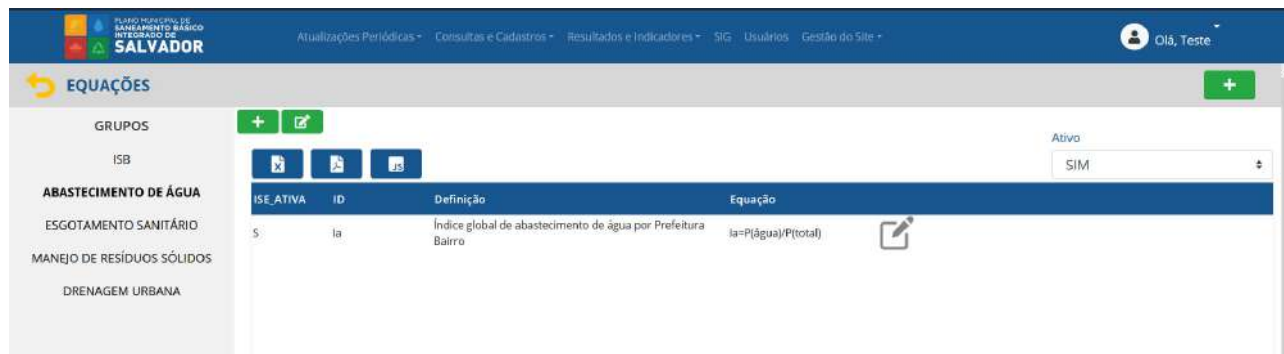 PLANO MUNICIPAL DE
SANEAMENTO BÁSICO
INTEGRADO DE
SALVADOR
Atualizações Periódicas
Consultas e Cadastros
Resultados e Indicadores
SIG
Usuários
Gestão do Site
Olá, Teste
EQUAÇÕES
+
GRUPOS
ISB
ABASTECIMENTO DE ÁGUA
ESGOTAMENTO SANITÁRIO
MANEJO DE RESÍDUOS SÓLIDOS
DRENAGEM URBANA
+
X
JS
Ativo
SIM
ISE_ATIVA ID Definição Equação
S Ia Índice global de abastecimento de água por Prefeitura Bairro Ia=P(água)/P(total)